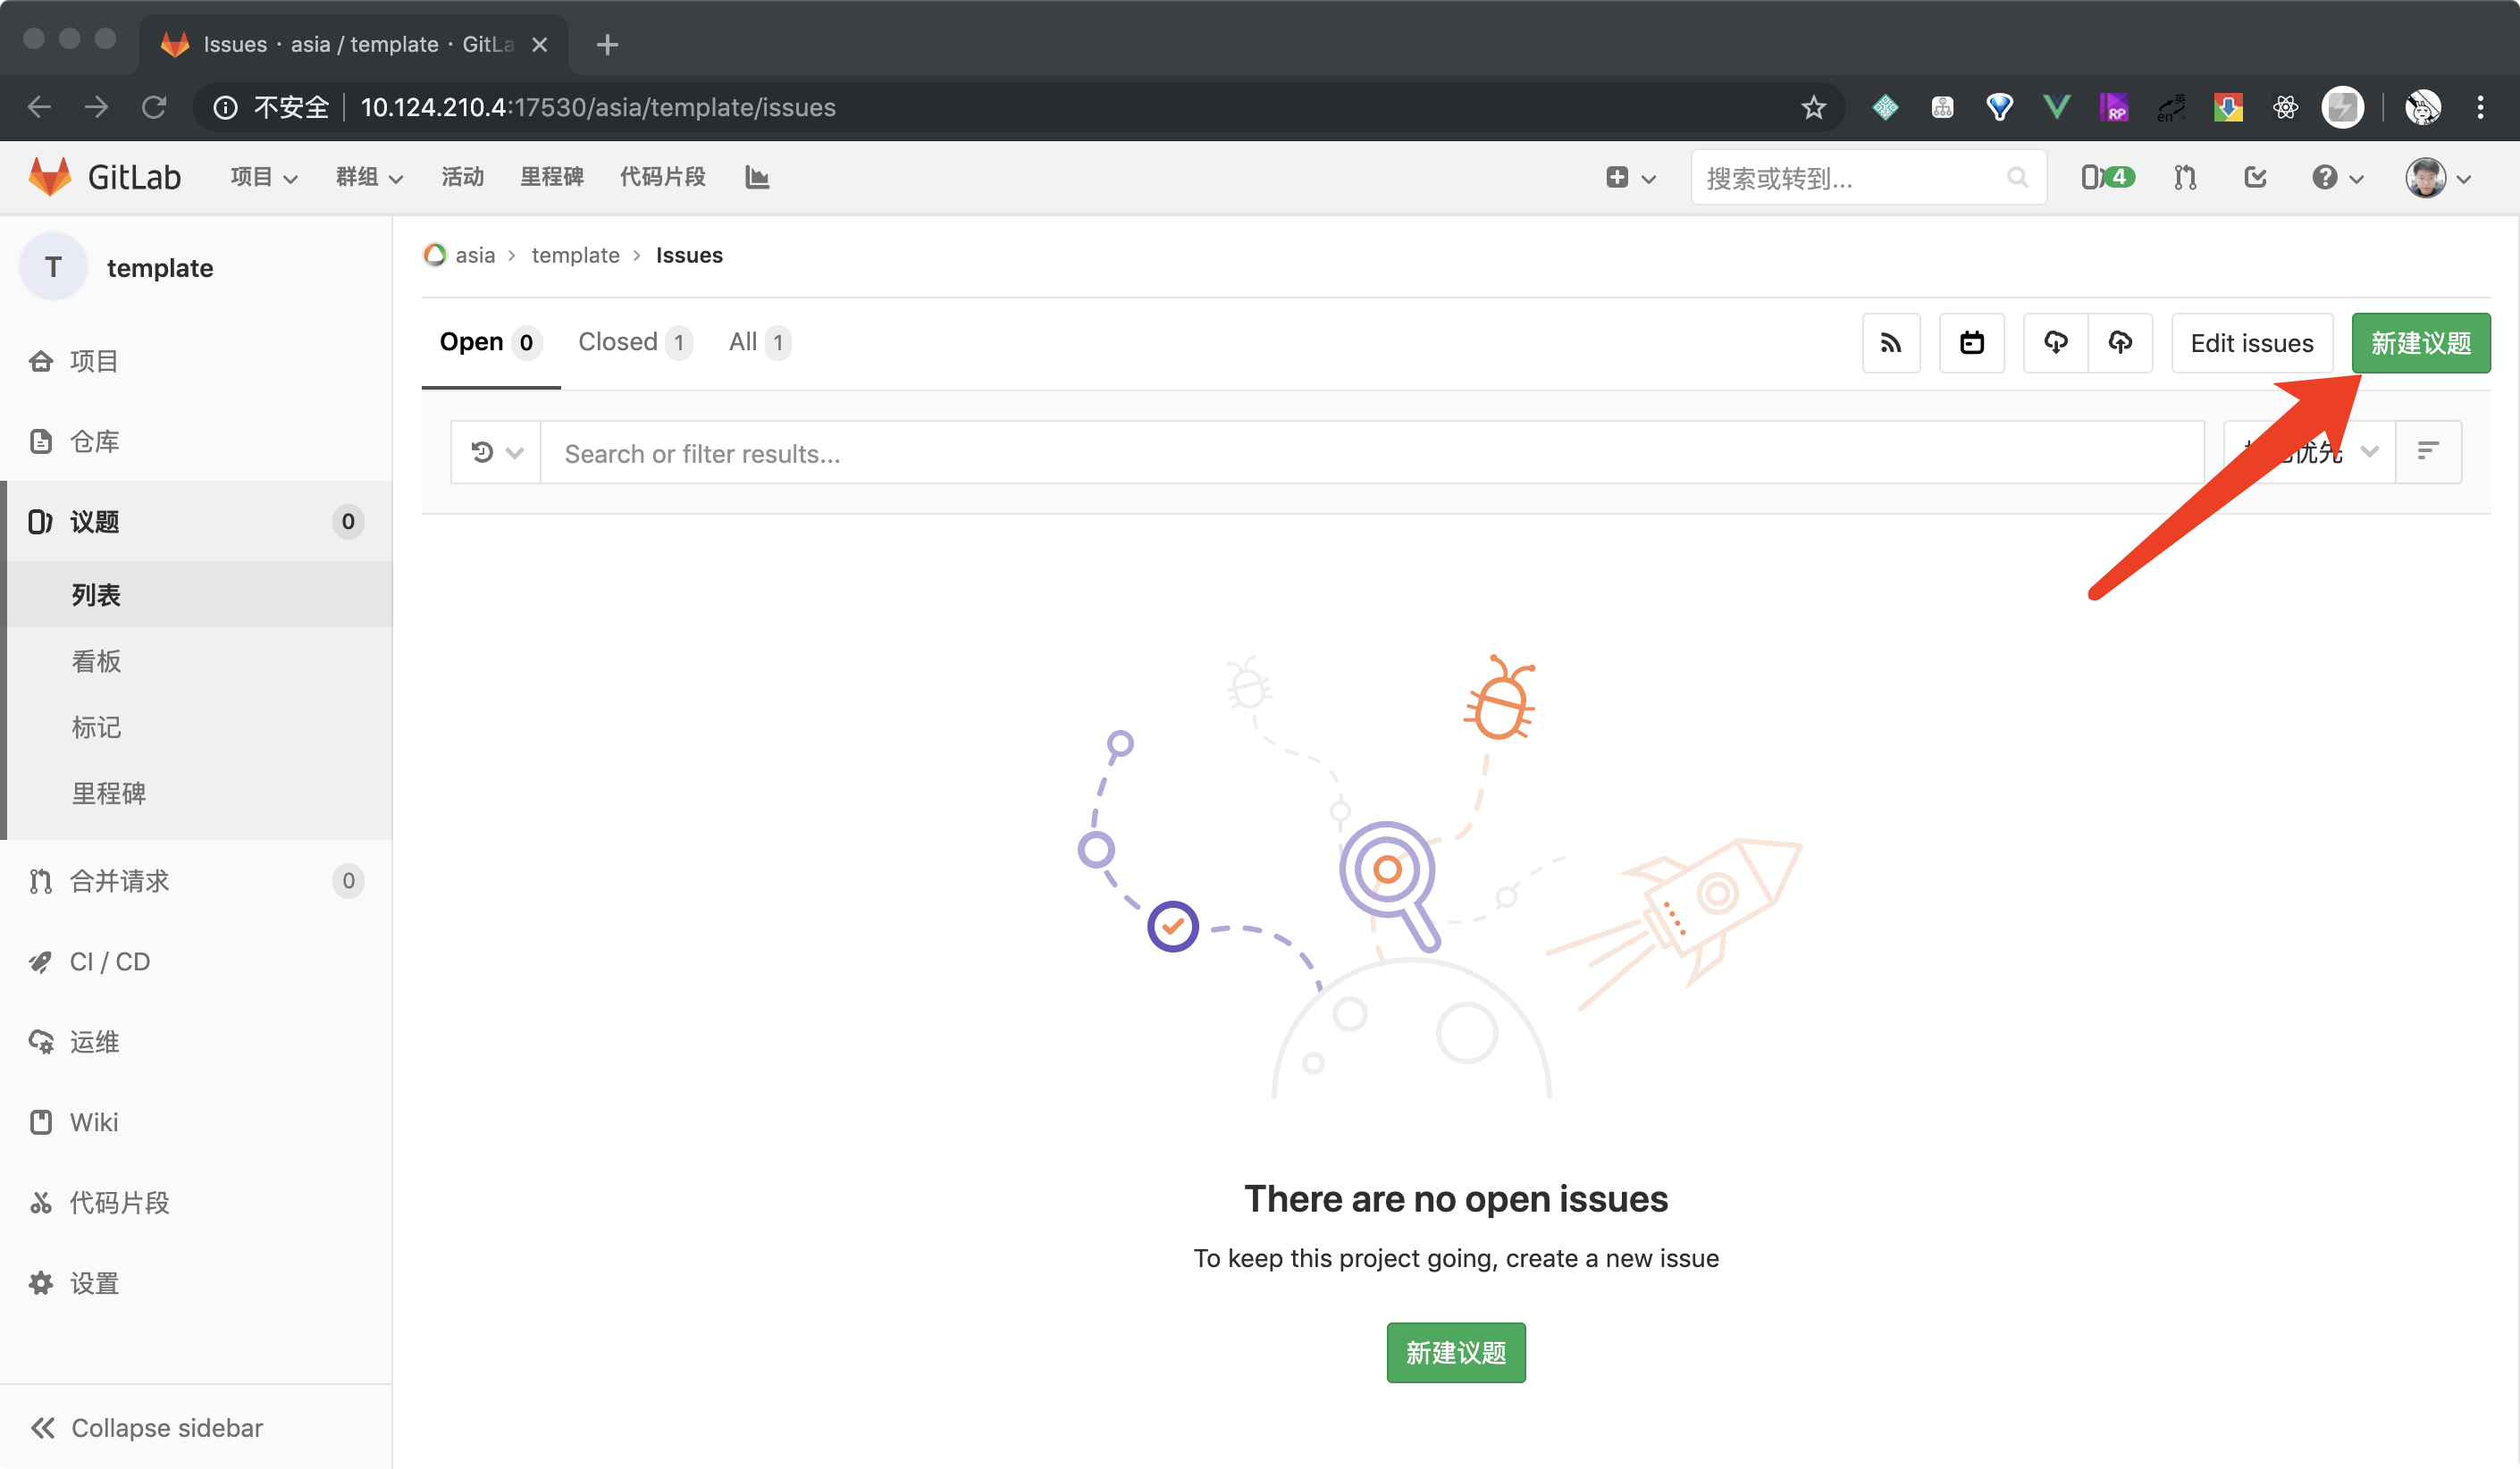 Issues · asia / template · GitLa
不安全 10.124.210.4:17530/asia/template/issues
RP
英
en
GitLab 项目 群组 活动 里程碑 代码片段 搜索或转到... 4
T template
asia › template › Issues
Open 0 Closed 1 All 1 Edit issues 新建议题
项目
仓库
Search or filter results...
优先
议题 0
列表
看板
标记
里程碑
合并请求 0
CI / CD
运维
Wiki
代码片段
设置
There are no open issues
To keep this project going, create a new issue
新建议题
Collapse sidebar